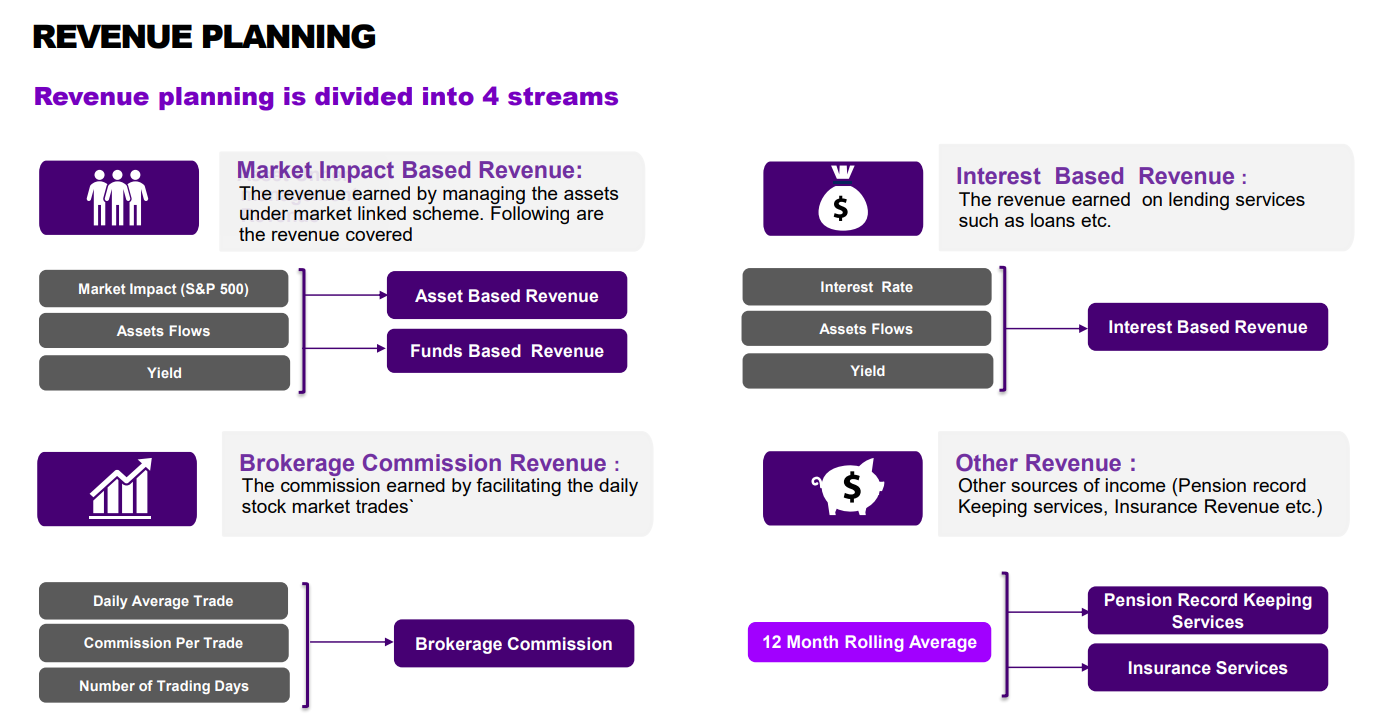 REVENUE PLANNING
Revenue planning is divided into 4 streams
Market Impact Based Revenue:
The revenue earned by managing the assets
under market linked scheme. Following are
the revenue covered
Market Impact (S&P 500)
Assets Flows
Yield
Asset Based Revenue
Funds Based  Revenue
$
Interest  Based  Revenue :
The revenue earned  on lending services
such as loans etc.
Interest  Rate
Assets Flows
Yield
Interest Based Revenue
Brokerage Commission Revenue :
The commission earned by facilitating the daily
stock market trades`
Daily Average Trade
Commission Per Trade
Number of Trading Days
Brokerage Commission
$
Other Revenue :
Other sources of income (Pension record
Keeping services, Insurance Revenue etc.)
12 Month Rolling Average
Pension Record Keeping
Services
Insurance Services